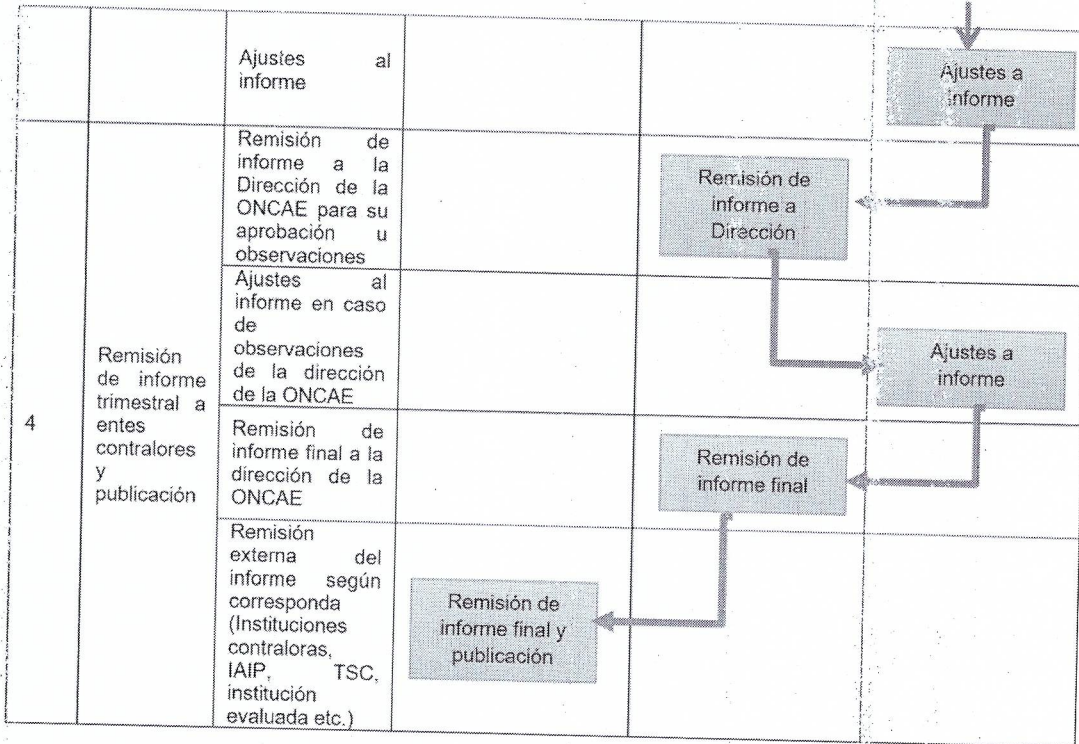 Ajustes al
informe
Ajustes a
informe
Remisión de
informe a la
Dirección de la
ONCAE para su
aprobación u
observaciones
Remisión de
informe a
Dirección
Ajustes al
informe en caso
de
observaciones
de la dirección
de la ONCAE
Ajustes a
informe
4
Remisión
de informe
trimestral a
entes
contralores
y
publicación
Remisión de
informe final a la
dirección de la
ONCAE
Remisión de
informe final
Remisión
externa del
informe según
corresponda
(Instituciones
contraloras,
IAIP, TSC,
institución
evaluada etc.)
Remisión de
informe final y
publicación